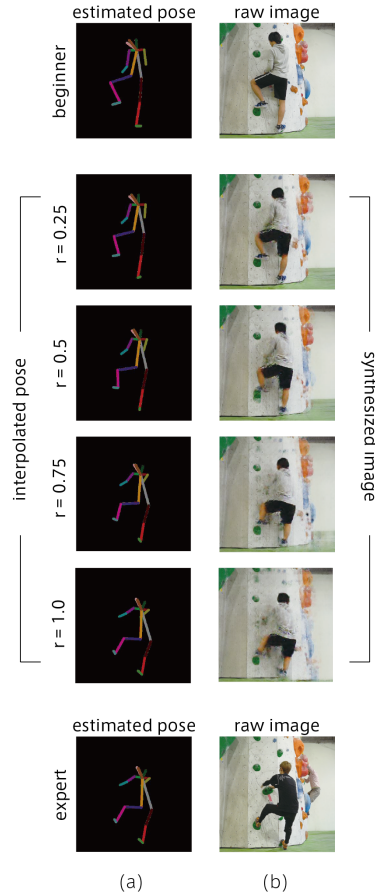 estimated pose raw image
beginner
r = 0.25
r = 0.5
r = 0.75
r = 1.0
interpolated pose
synthesized image
estimated pose raw image
expert
(a) (b)